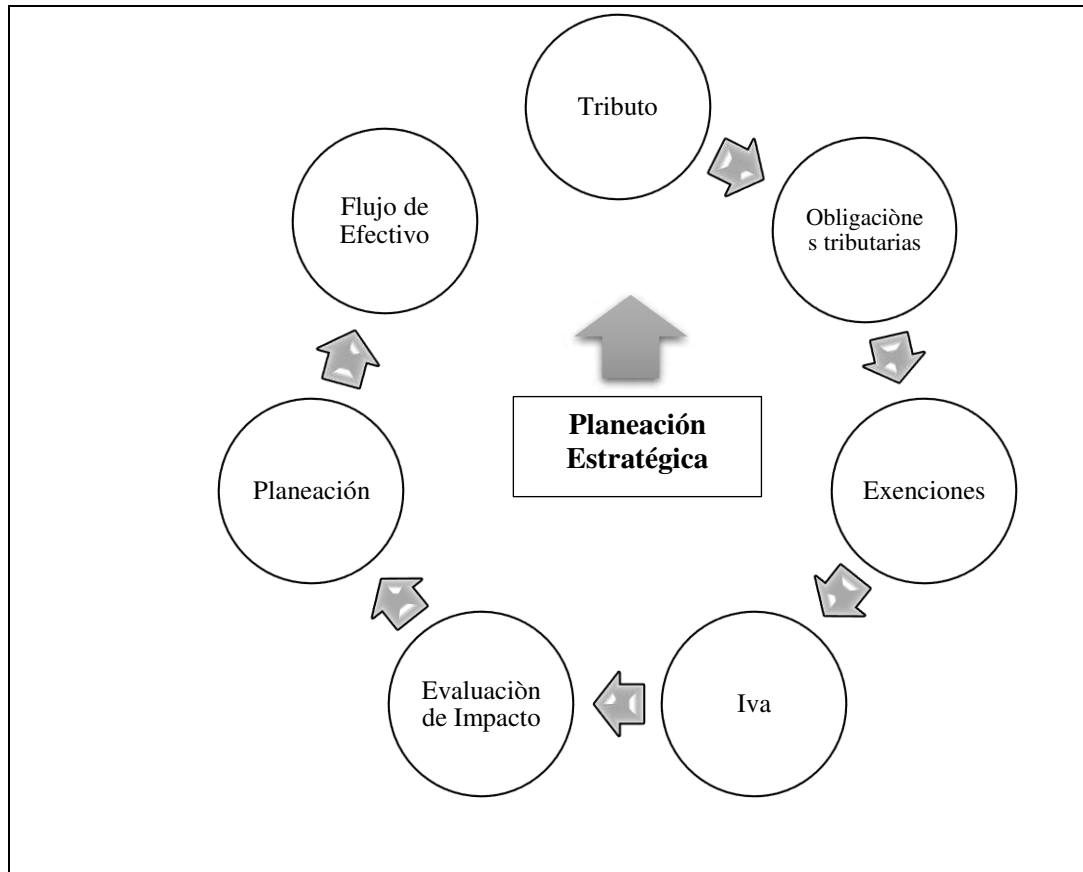 Tributo
Obligaciòne
s tributarias
Exenciones
Iva
Evaluaciòn
de Impacto
Planeación
Flujo de
Efectivo
Planeación
Estratégica